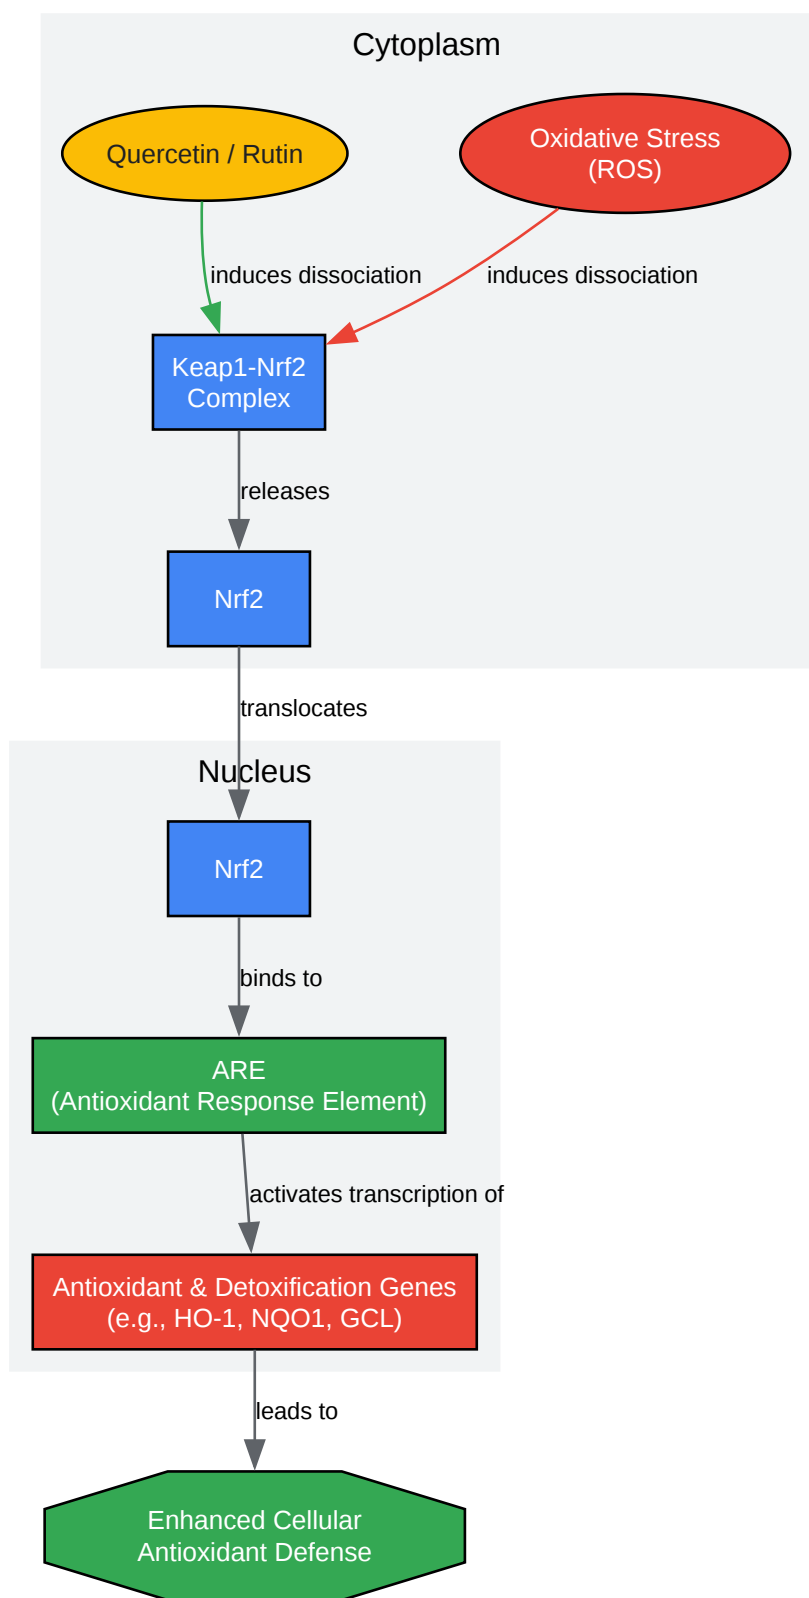 Cytoplasm
Quercetin / Rutin
Oxidative Stress
(ROS)
induces dissociation
induces dissociation
Keap1-Nrf2
Complex
releases
Nrf2
translocates
Nucleus
Nrf2
binds to
ARE
(Antioxidant Response Element)
activates transcription of
Antioxidant & Detoxification Genes
(e.g., HO-1, NQO1, GCL)
leads to
Enhanced Cellular
Antioxidant Defense